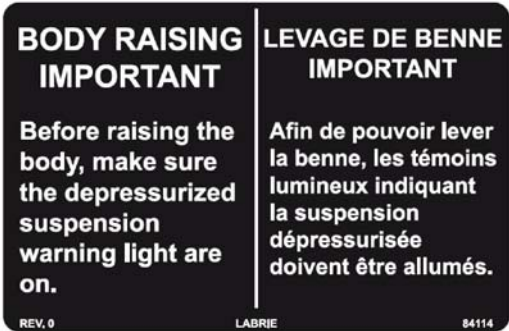 BODY RAISING
IMPORTANT
Before raising the
body, make sure
the depressurized
suspension
warning light are
on.
LEVAGE DE BENNE
IMPORTANT
Afin de pouvoir lever
la benne, les témoins
lumineux indiquant
la suspension
dépressurisée
doivent être allumés.
REV, 0
LABRIE
84114